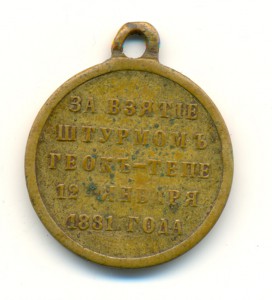 ЗА ВЗЯТІЕ
ШТУРМОМЪ
ГЕОКЪ-ТЕПЕ
12 ЯНВАРЯ
1881 ГОДА